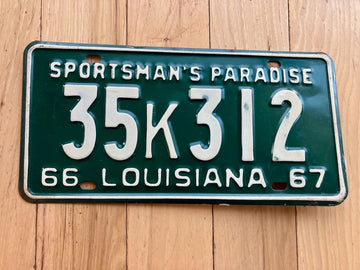 SPORTSMAN'S PARADISE
35K312
66 LOUISIANA 67